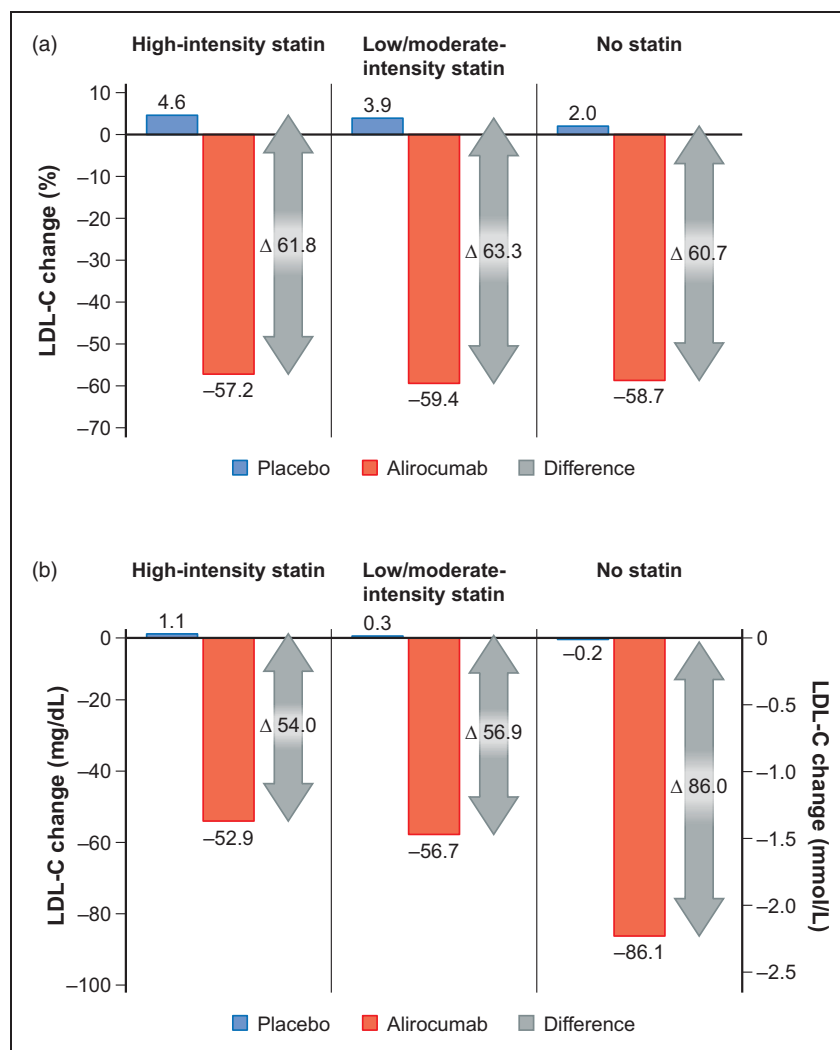 (a)
High-intensity statin
Low/moderate-
intensity statin
No statin
LDL-C change (%)
10
0
–10
–20
–30
–40
–50
–60
–70
4.6
3.9
2.0
Δ 61.8
Δ 63.3
Δ 60.7
–57.2
–59.4
–58.7
Placebo
Alirocumab
Difference
(b)
High-intensity statin
Low/moderate-
intensity statin
No statin
LDL-C change (mg/dL)
0
–20
–40
–60
–80
–100
1.1
0.3
–0.2
Δ 54.0
Δ 56.9
Δ 86.0
–52.9
–56.7
–86.1
0
–0.5
–1.0
–1.5
–2.0
–2.5
LDL-C change (mmol/L)
Placebo
Alirocumab
Difference